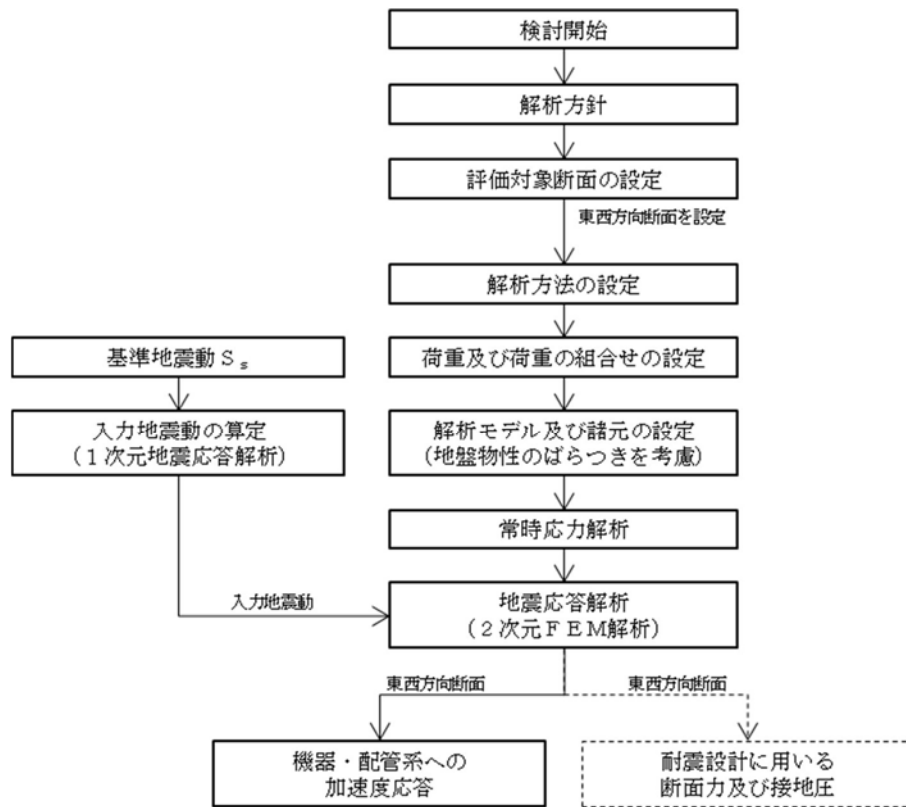 検討開始
解析方針
評価対象断面の設定
東西方向断面を設定
解析方法の設定
基準地震動Ｓｓ
荷重及び荷重の組合せの設定
入力地震動の算定
（１次元地震応答解析）
解析モデル及び諸元の設定
（地盤物性のばらつきを考慮）
常時応力解析
入力地震動
地震応答解析
（２次元ＦＥＭ解析）
東西方向断面
東西方向断面
機器・配管系への
加速度応答
耐震設計に用いる
断面力及び接地圧